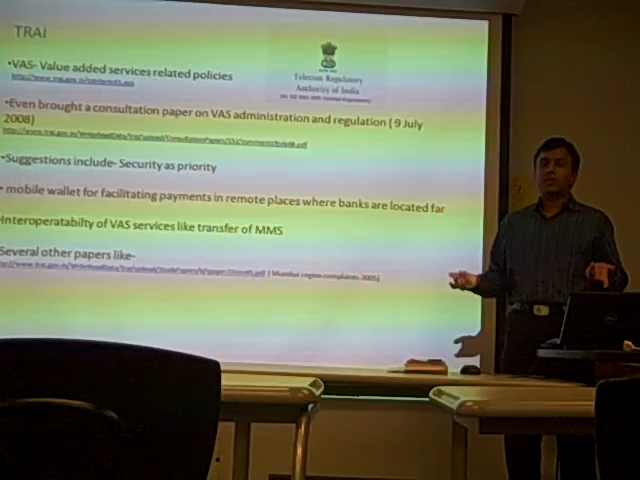 TRAI
•VAS- Value added services related policies
Telecom Regulatory
Authority of India
•Even brought a consultation paper on VAS administration and regulation ( 9 July
2008)
•Suggestions include- Security as priority
• mobile wallet for facilitating payments in remote places where banks are located far
•Interoperatabilty of VAS services like transfer of MMS
Several other papers like-
( Mumbai region complaints 2005)